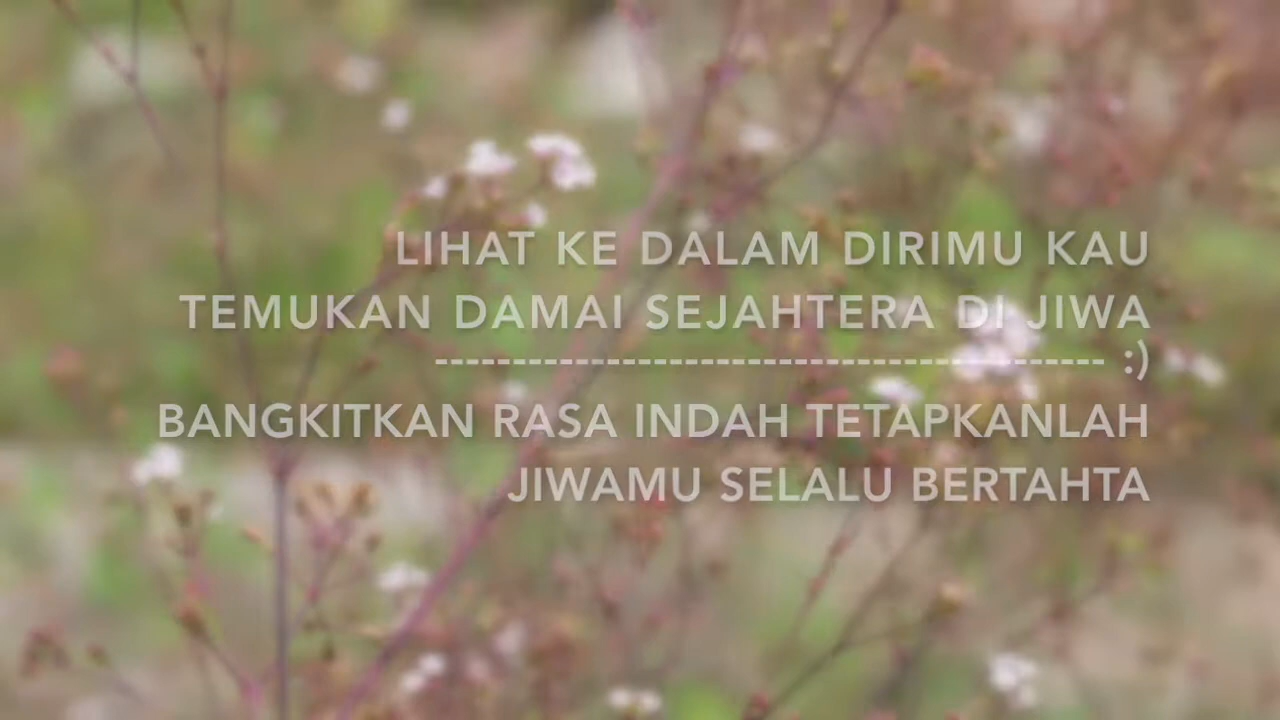 LIHAT KE DALAM DIRIMU KAU
TEMUKAN DAMAI SEJAHTERA DI JIWA
------------------------------------------- :)
BANGKITKAN RASA INDAH TETAPKANLAH
JIWAMU SELALU BERTAHTA